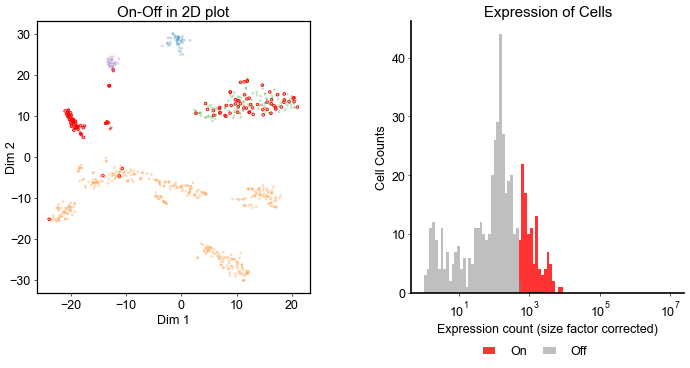 On-Off in 2D plot
Dim 2
30
20
10
0
−10
−20
−30
−20 −10 0 10 20
Dim 1
Expression of Cells
Cell Counts
40
30
20
10
0
10^1 10^3 10^5 10^7
Expression count (size factor corrected)
On Off